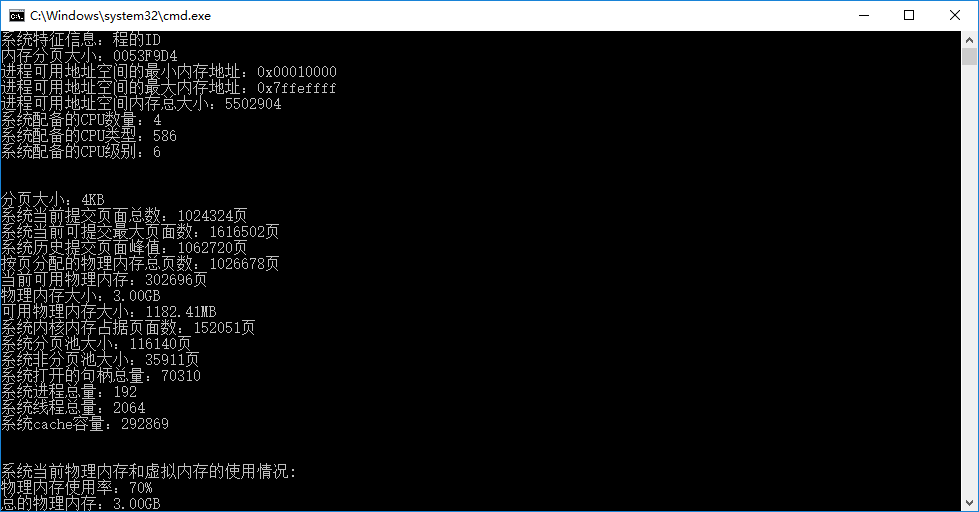 C:\Windows\system32\cmd.exe
系统特征信息：程的ID
内存分页大小：0053F9D4
进程可用地址空间的最小内存地址：0x00010000
进程可用地址空间的最大内存地址：0x7ffeffff
进程可用地址空间内存总大小：5502904
系统配备的CPU数量：4
系统配备的CPU类型：586
系统配备的CPU级别：6
分页大小：4KB
系统当前提交页面总数：1024324页
系统当前可提交最大页面数：1616502页
系统历史提交页面峰值：1062720页
按页分配的物理内存总页数：1026678页
当前可用物理内存：302696页
物理内存大小：3.00GB
可用物理内存大小：1182.41MB
系统内核内存占据页面数：152051页
系统分页池大小：116140页
系统非分页池大小：35911页
系统打开的句柄总量：70310
系统进程总量：192
系统线程总量：2064
系统cache容量：292869
系统当前物理内存和虚拟内存的使用情况:
物理内存使用率：70%
总的物理内存：3.00GB